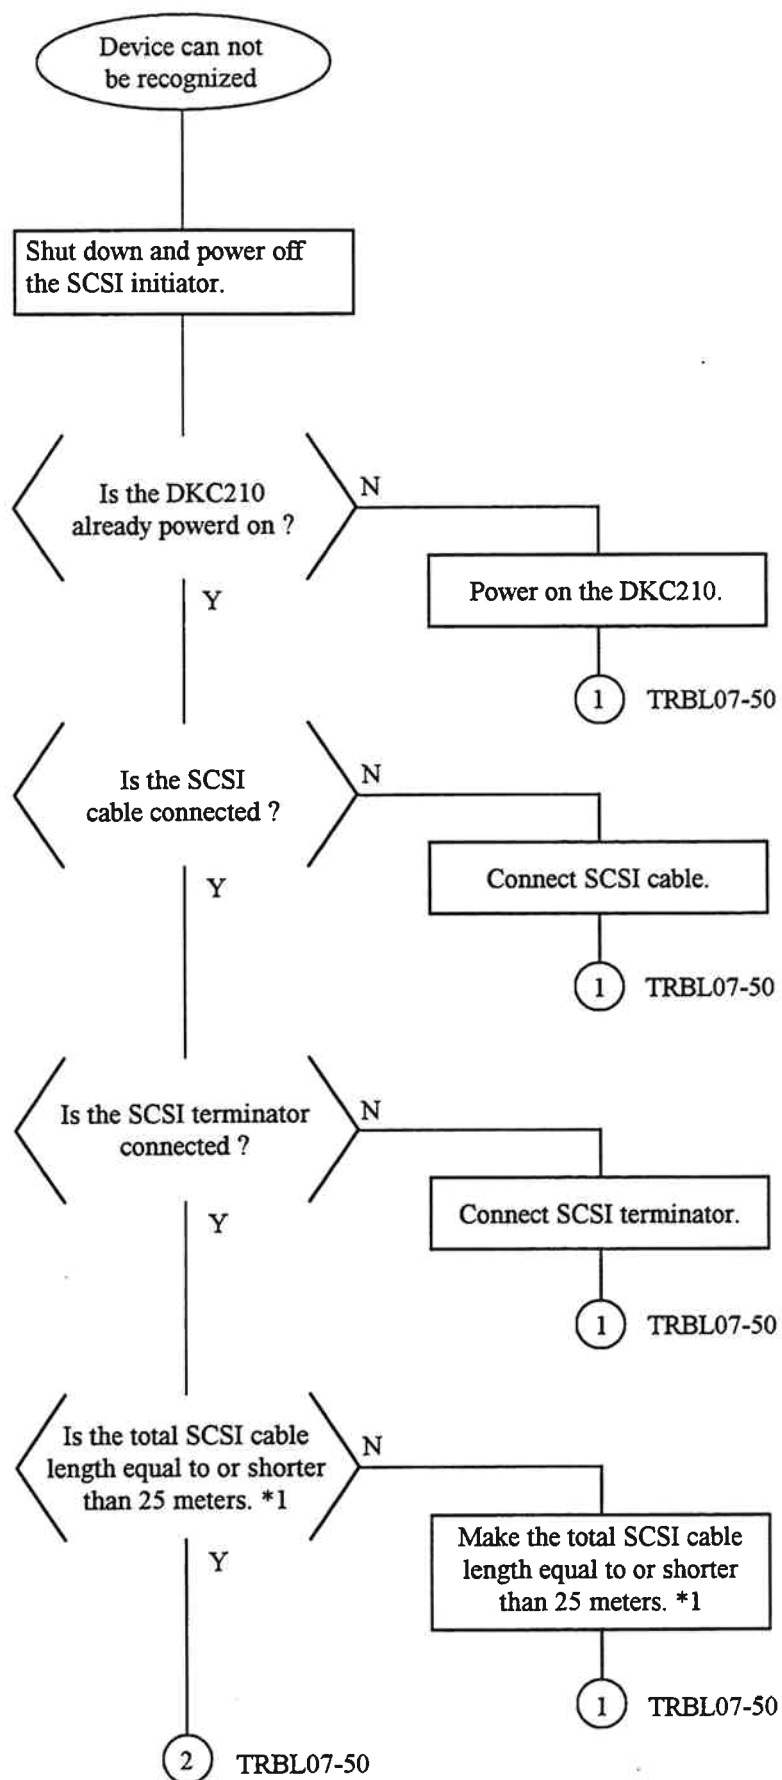 Device can not
be recognized
Shut down and power off
the SCSI initiator.
Is the DKC210
already powerd on ?
N
Y
Power on the DKC210.
1 TRBL07-50
Is the SCSI
cable connected ?
N
Y
Connect SCSI cable.
1 TRBL07-50
Is the SCSI terminator
connected ?
N
Y
Connect SCSI terminator.
1 TRBL07-50
Is the total SCSI cable
length equal to or shorter
than 25 meters. *1
N
Y
Make the total SCSI cable
length equal to or shorter
than 25 meters. *1
1 TRBL07-50
2 TRBL07-50